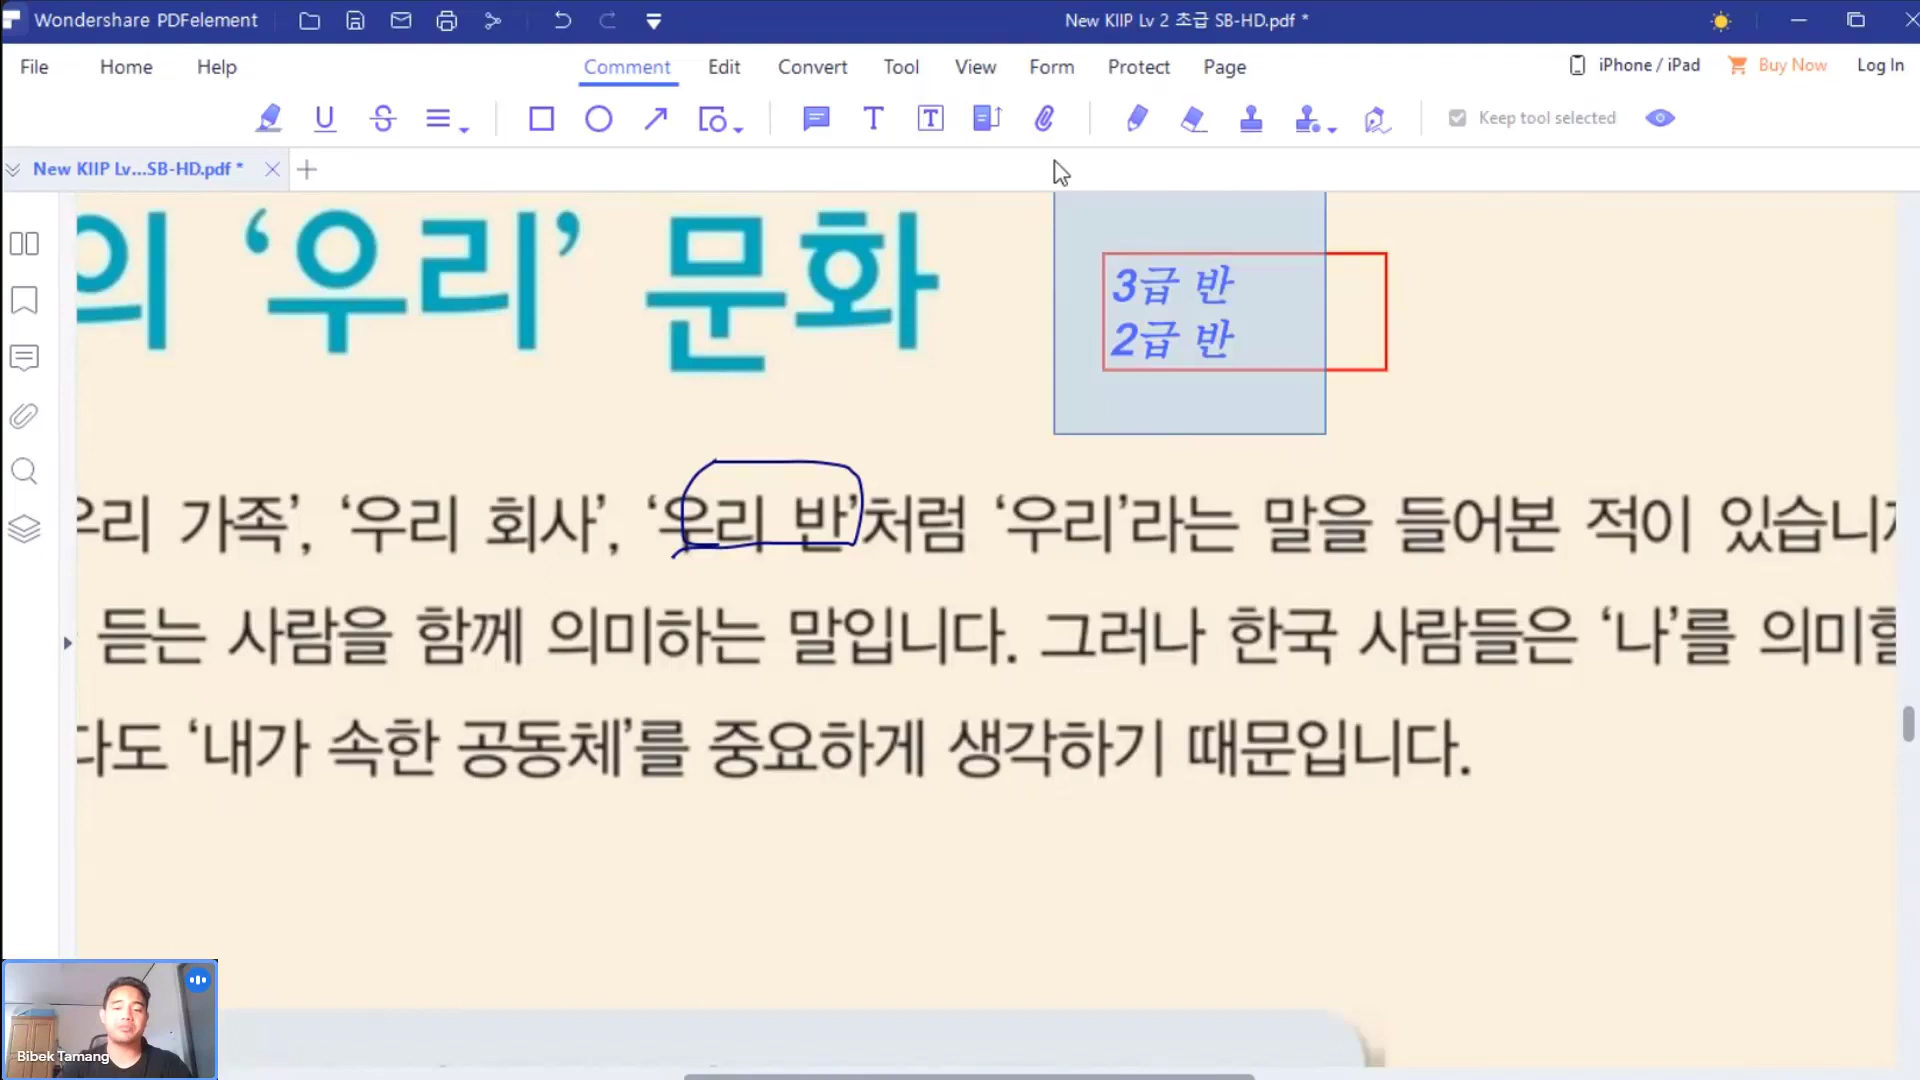 Wondershare PDFelement
New KIIP Lv 2 초급 SB-HD.pdf *
File Home Help Comment Edit Convert Tool View Form Protect Page iPhone / iPad Buy Now Log In
Keep tool selected
New KIIP Lv...SB-HD.pdf *
의 ‘우리’ 문화
3급 반
2급 반
우리 가족’, ‘우리 회사’, ‘우리 반’처럼 ‘우리’라는 말을 들어본 적이 있습니까
듣는 사람을 함께 의미하는 말입니다. 그러나 한국 사람들은 ‘나’를 의미할
다도 ‘내가 속한 공동체’를 중요하게 생각하기 때문입니다.
Bibek Tamang